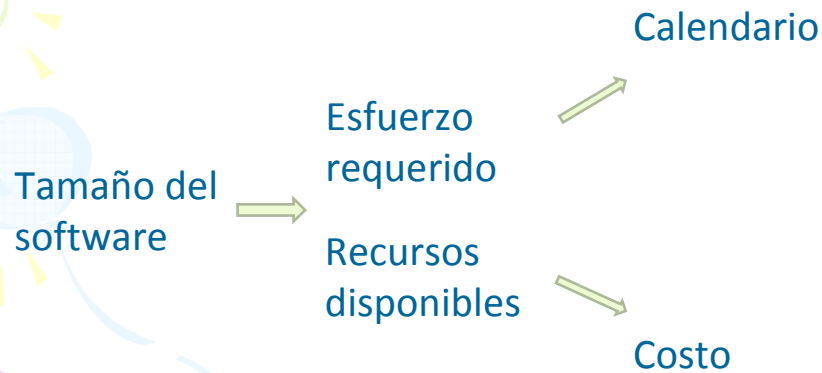 Tamaño del
software
Esfuerzo
requerido
Recursos
disponibles
Calendario
Costo